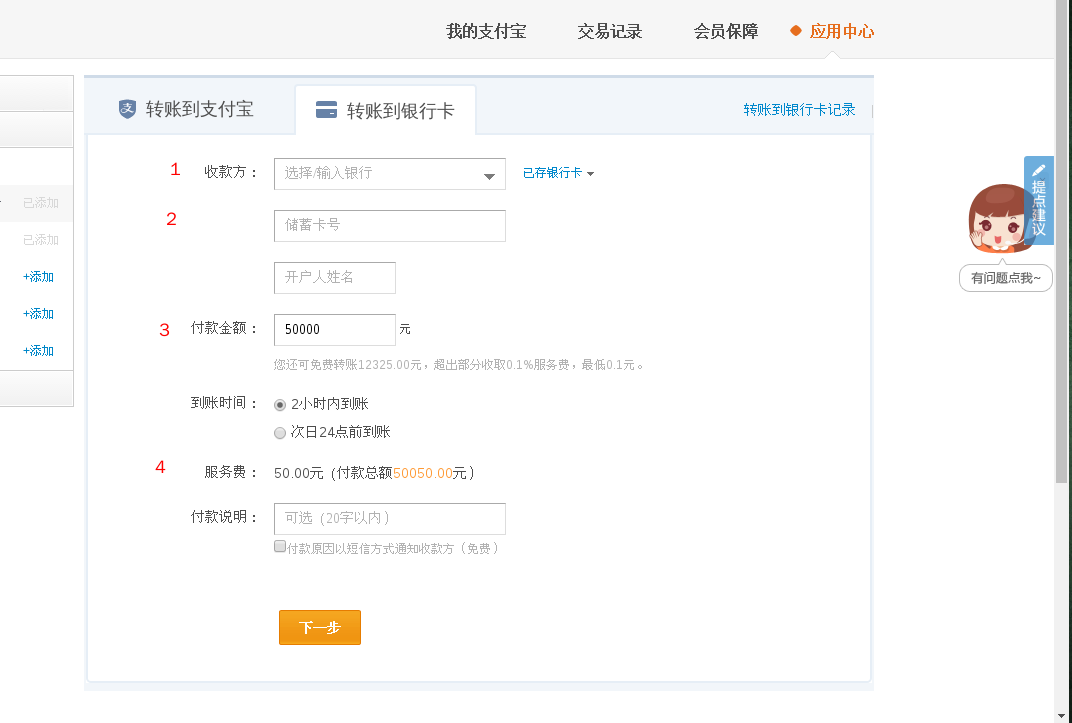 我的支付宝 交易记录 会员保障 应用中心
转账到支付宝 转账到银行卡 转账到银行卡记录
1 收款方： 选择/输入银行 已存银行卡
2 储蓄卡号
开户人姓名
3 付款金额： 50000 元
您还可免费转账12325.00元，超出部分收取0.1%服务费，最低0.1元。
到账时间： 2小时内到账
次日24点前到账
4 服务费： 50.00元（付款总额50050.00元）
付款说明： 可选（20字以内）
付款原因以短信方式通知收款方（免费）
下一步
已添加
已添加
+添加
+添加
+添加
提点建议
有问题点我~